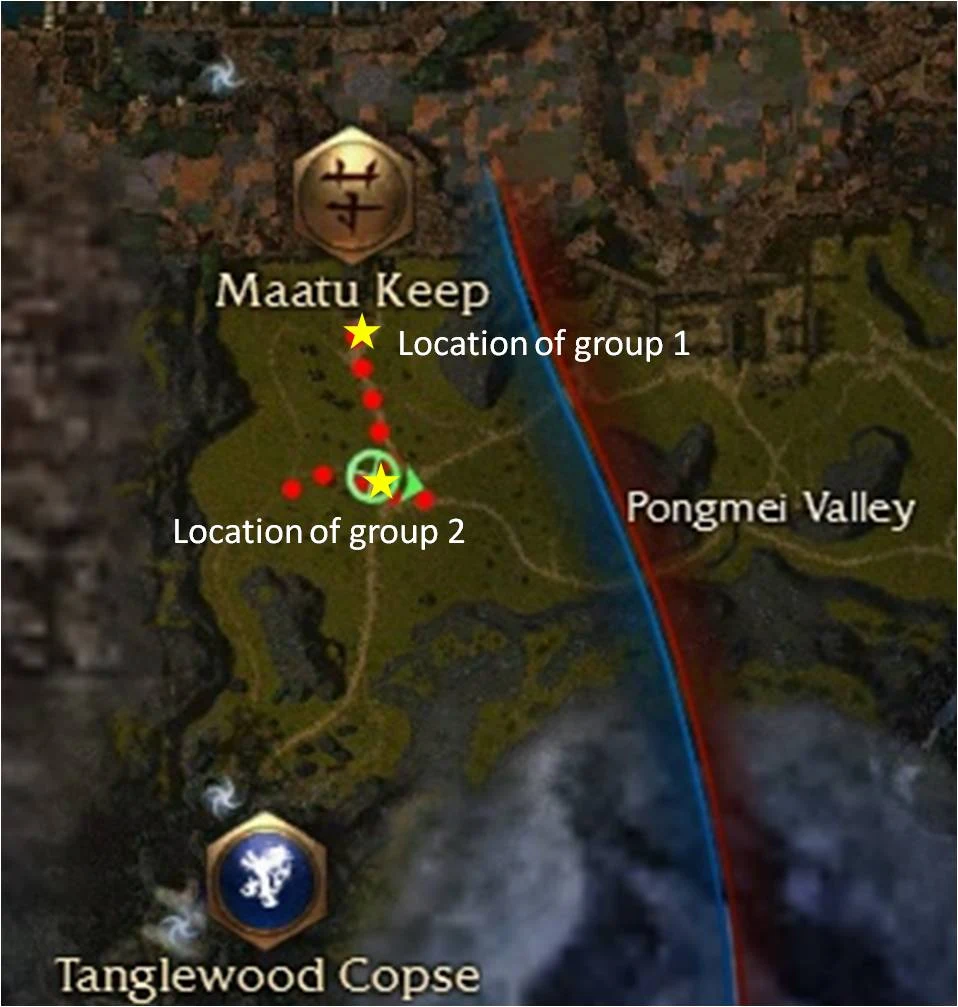 Maatu Keep
Location of group 1
Pongmei Valley
Location of group 2
Tanglewood Copse